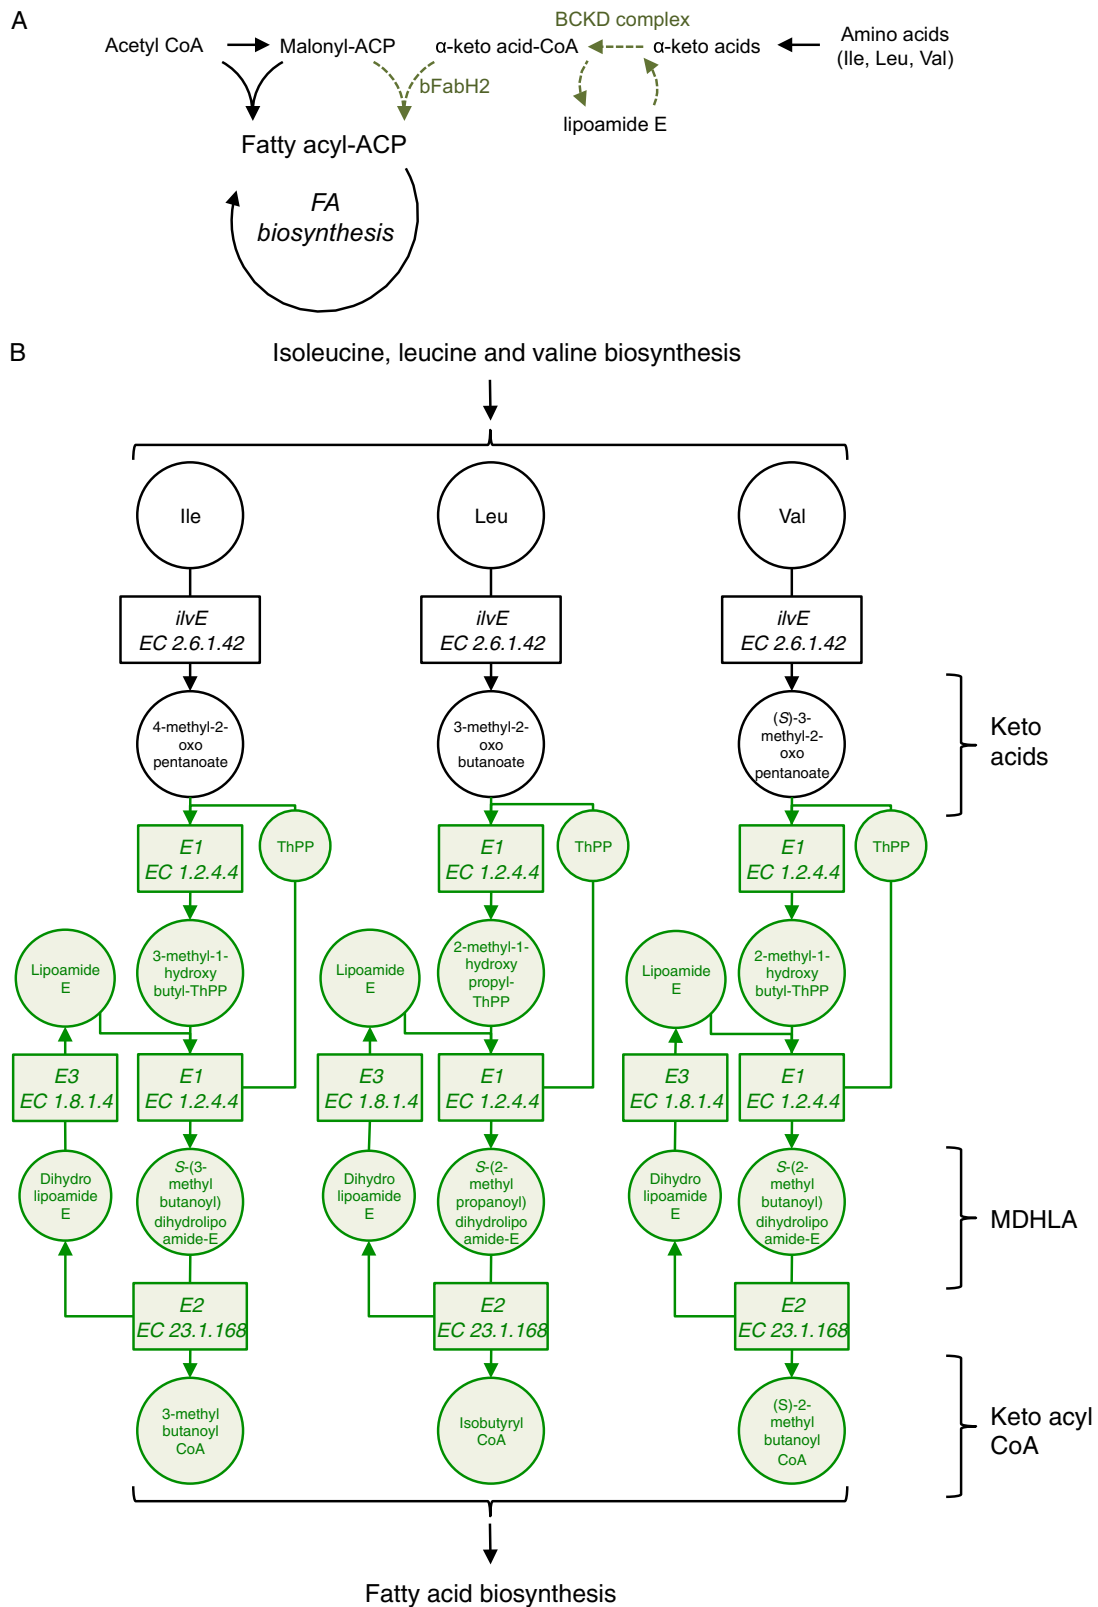 A
BCKD complex
Acetyl CoA
Malonyl-ACP
α-keto acid-CoA
α-keto acids
Amino acids
(Ile, Leu, Val)
bFabH2
lipoamide E
Fatty acyl-ACP
FA
biosynthesis
B
Isoleucine, leucine and valine biosynthesis
Ile
Leu
Val
ilvE
EC 2.6.1.42
ilvE
EC 2.6.1.42
ilvE
EC 2.6.1.42
4-methyl-2-
oxo
pentanoate
3-methyl-2-
oxo
butanoate
(S)-3-
methyl-2-
oxo
pentanoate
Keto
acids
E1
EC 1.2.4.4
ThPP
E1
EC 1.2.4.4
ThPP
E1
EC 1.2.4.4
ThPP
Lipoamide
E
3-methyl-1-
hydroxy
butyl-ThPP
Lipoamide
E
2-methyl-1-
hydroxy
propyl-
ThPP
Lipoamide
E
2-methyl-1-
hydroxy
butyl-ThPP
E3
EC 1.8.1.4
E1
EC 1.2.4.4
E3
EC 1.8.1.4
E1
EC 1.2.4.4
E3
EC 1.8.1.4
E1
EC 1.2.4.4
Dihydro
lipoamide
E
S-(3-
methyl
butanoyl)
dihydrolipo
amide-E
Dihydro
lipoamide
E
S-(2-
methyl
propanoyl)
dihydrolipo
amide-E
Dihydro
lipoamide
E
S-(2-
methyl
butanoyl)
dihydrolipo
amide-E
MDHLA
E2
EC 23.1.168
E2
EC 23.1.168
E2
EC 23.1.168
3-methyl
butanoyl
CoA
Isobutyryl
CoA
(S)-2-
methyl
butanoyl
CoA
Keto acyl
CoA
Fatty acid biosynthesis